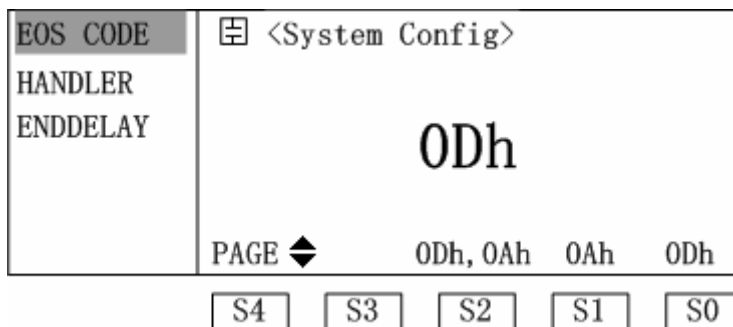 EOS CODE
HANDLER
ENDDELAY
<System Config>
0Dh
PAGE 0Dh, 0Ah 0Ah 0Dh
S4 S3 S2 S1 S0